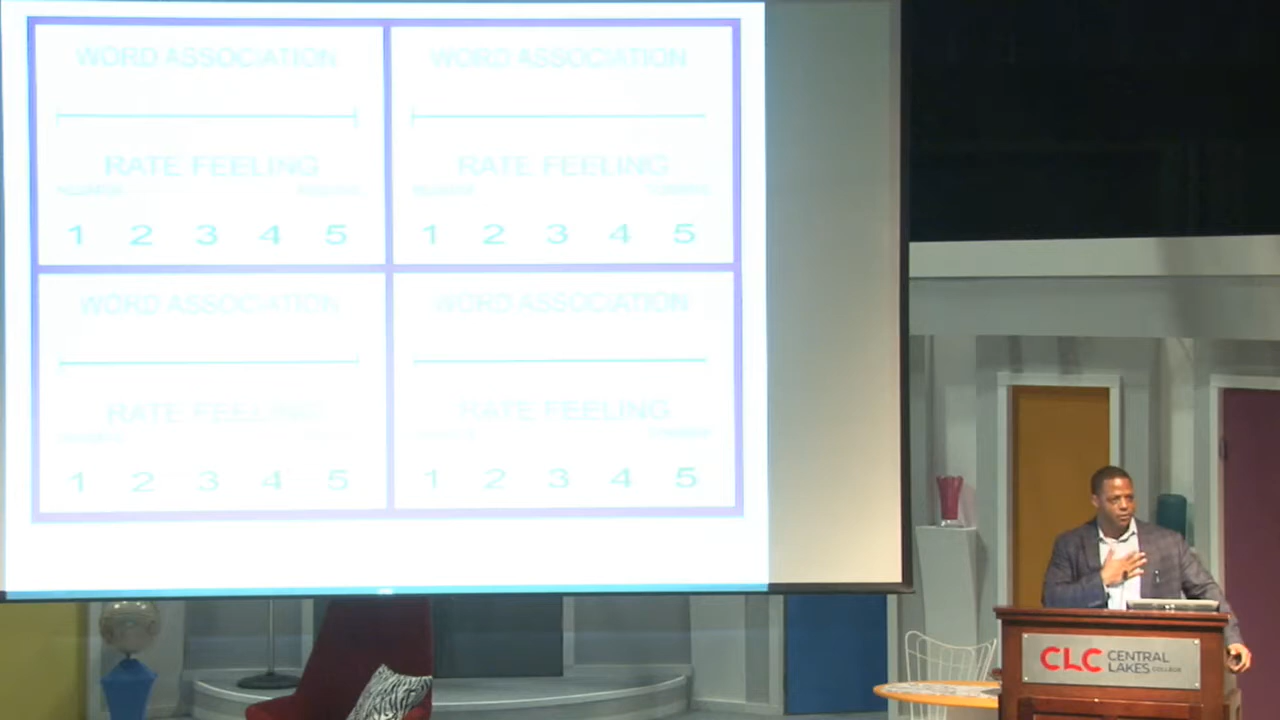 WORD ASSOCIATION
RATE FEELING
1 2 3 4 5
WORD ASSOCIATION
RATE FEELING
1 2 3 4 5
WORD ASSOCIATION
RATE FEELING
1 2 3 4 5
WORD ASSOCIATION
RATE FEELING
1 2 3 4 5
CLC CENTRAL
LAKES COLLEGE